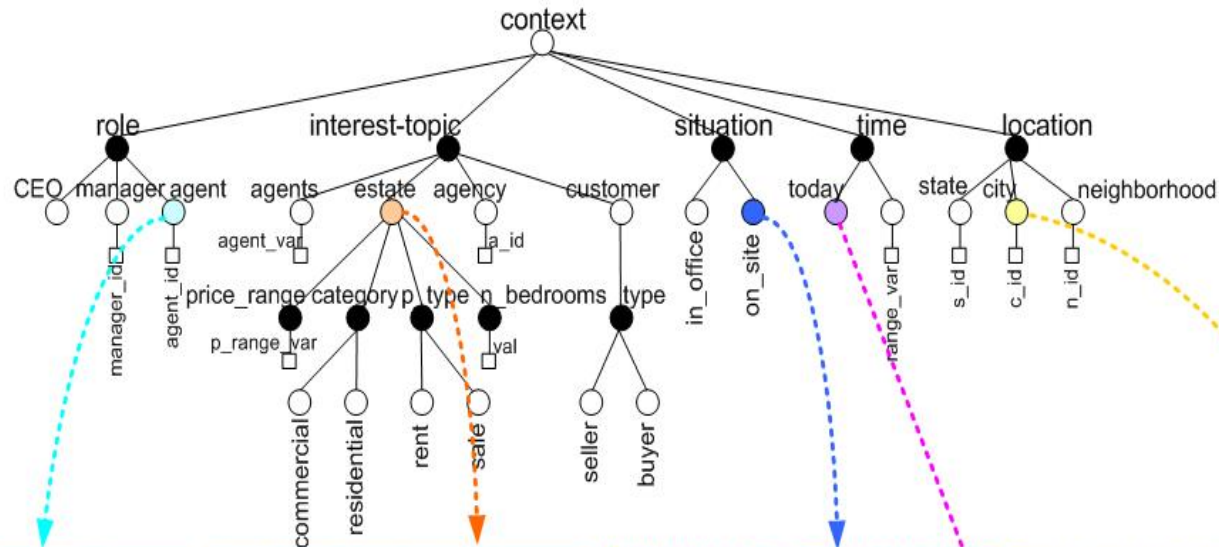 context
role interest-topic situation time location
CEO manager agent agents estate agency customer today state city neighborhood
agent_var a_id in_office on_site
manager_id agent_id range_var s_id c_id n_id
price_range category p_type n_bedrooms type
p_range_var val
commercial residential rent sale seller buyer